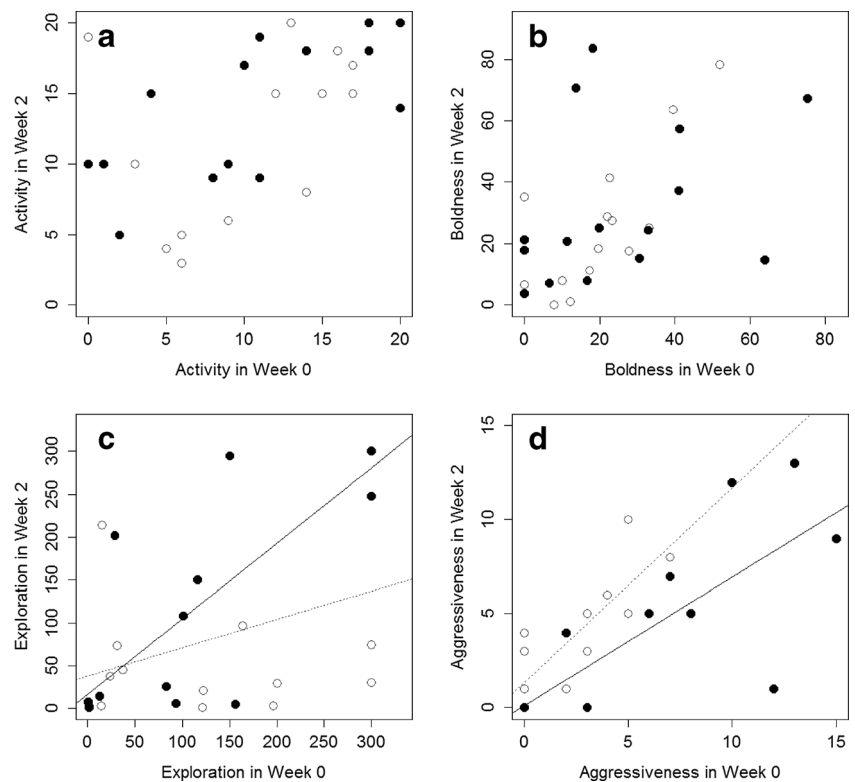 a
20
15
10
5
0
Activity in Week 2
0 5 10 15 20
Activity in Week 0
b
80
60
40
20
0
Boldness in Week 2
0 20 40 60 80
Boldness in Week 0
c
300
250
200
150
100
50
0
Exploration in Week 2
0 50 100 150 200 250 300
Exploration in Week 0
d
15
10
5
0
Aggressiveness in Week 2
0 5 10 15
Aggressiveness in Week 0